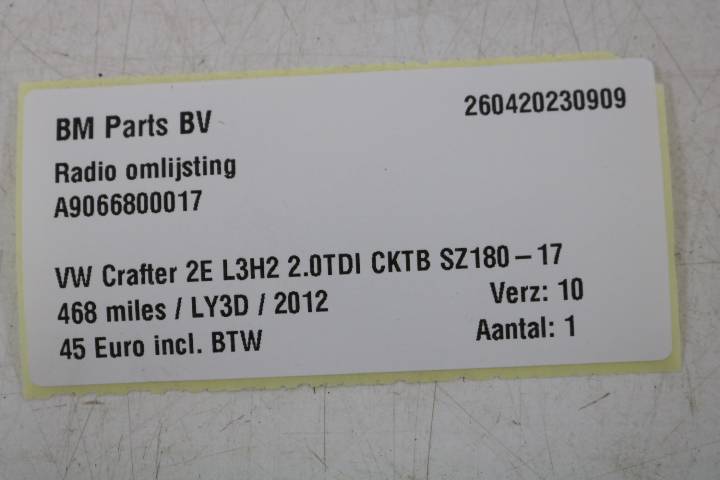 BM Parts BV 260420230909
Radio omlijsting
A9066800017
VW Crafter 2E L3H2 2.0TDI CKTB SZ180-17
468 miles / LY3D / 2012 Verz: 10
45 Euro incl. BTW Aantal: 1